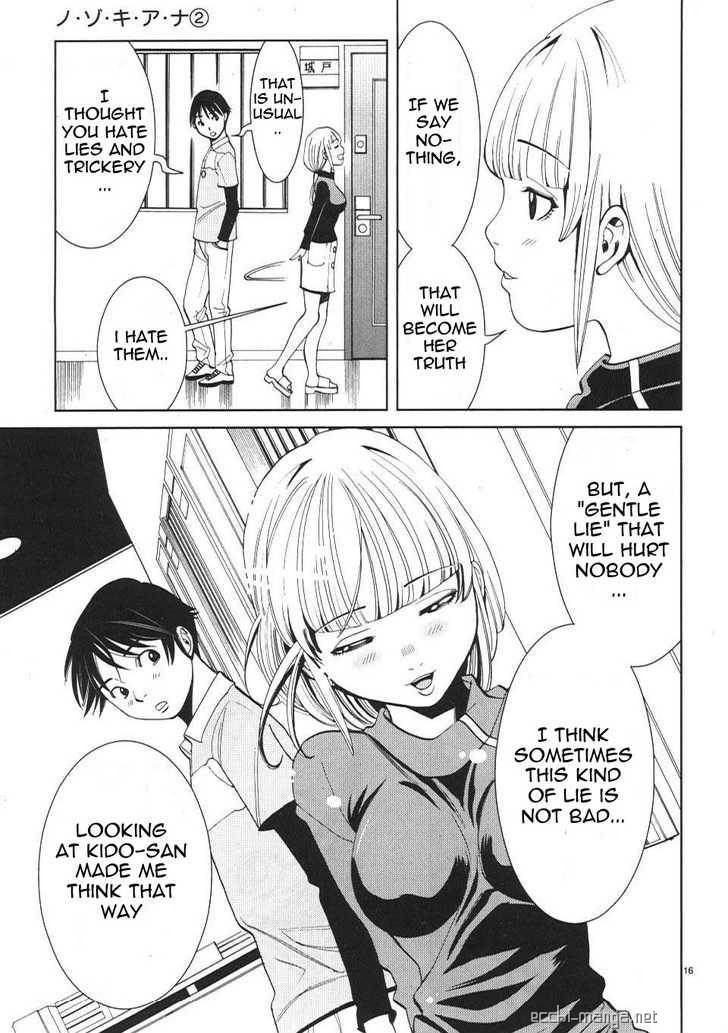 ノ・ゾ・キ・ア・ナ②
IF WE
SAY
NO-
THING,
THAT
WILL
BECOME
HER
TRUTH
城戸
THAT
IS UN-
USUAL
..
I
THOUGHT
YOU HATE
LIES AND
TRICKERY
...
I HATE
THEM..
BUT, A
"GENTLE
LIE" THAT
WILL HURT
NOBODY
...
I THINK
SOMETIMES
THIS KIND
OF LIE IS
NOT BAD...
LOOKING
AT KIDO-SAN
MADE ME
THINK THAT
WAY
16
ecchi-manga.net